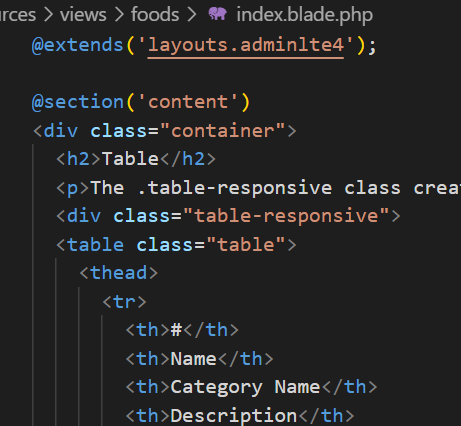 rces > views > foods > index.blade.php
@extends('layouts.adminlte4');
@section('content')
<div class="container">
<h2>Table</h2>
<p>The .table-responsive class crea
<div class="table-responsive">
<table class="table">
<thead>
<tr>
<th>#</th>
<th>Name</th>
<th>Category Name</th>
<th>Description</th>